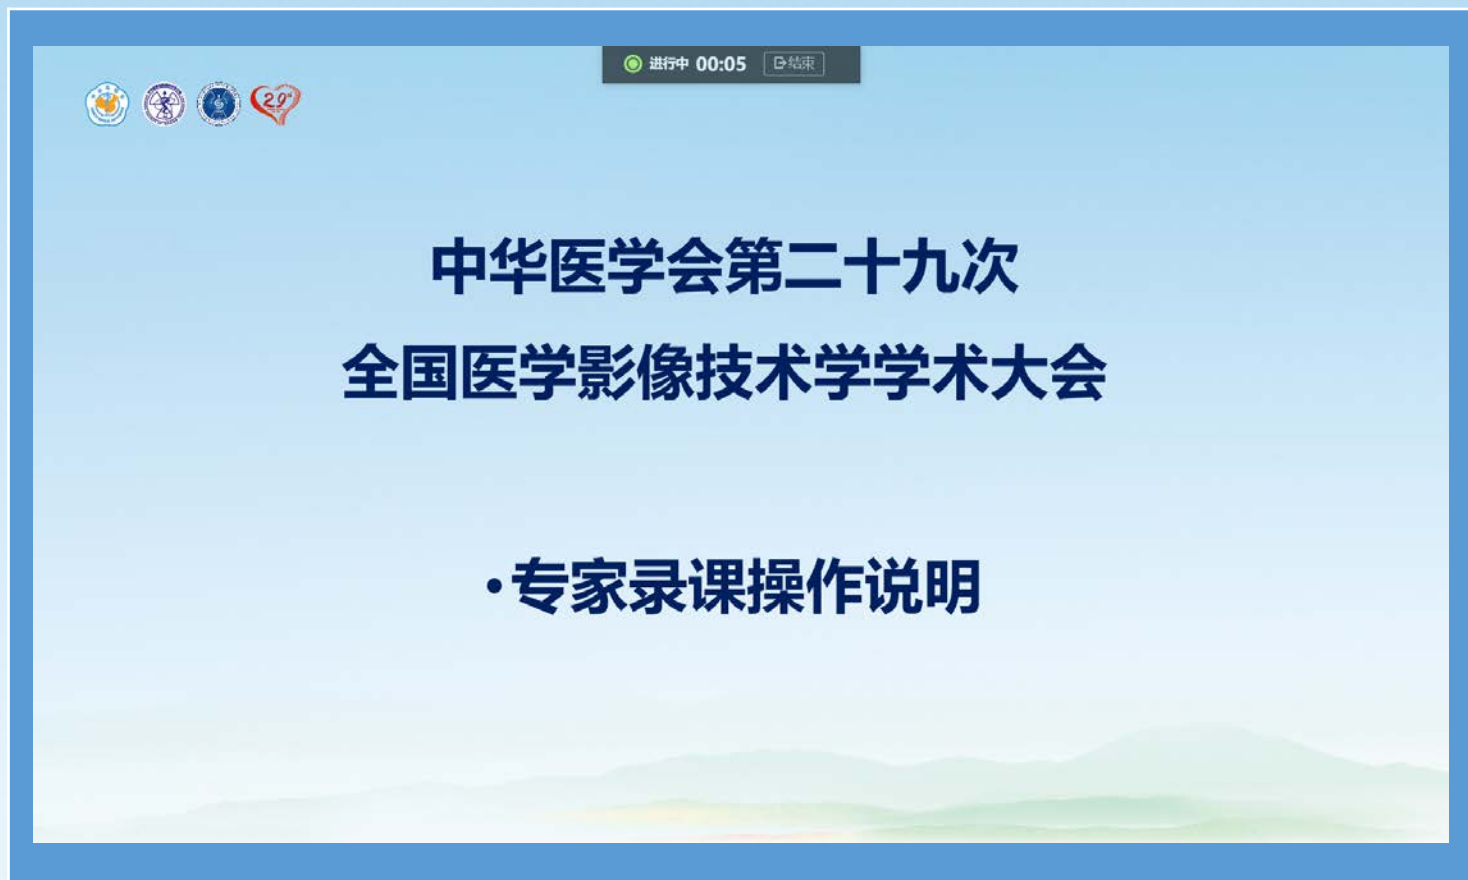 进行中 00:05 结束
29th
中华医学会第二十九次
全国医学影像技术学学术大会
•专家录课操作说明